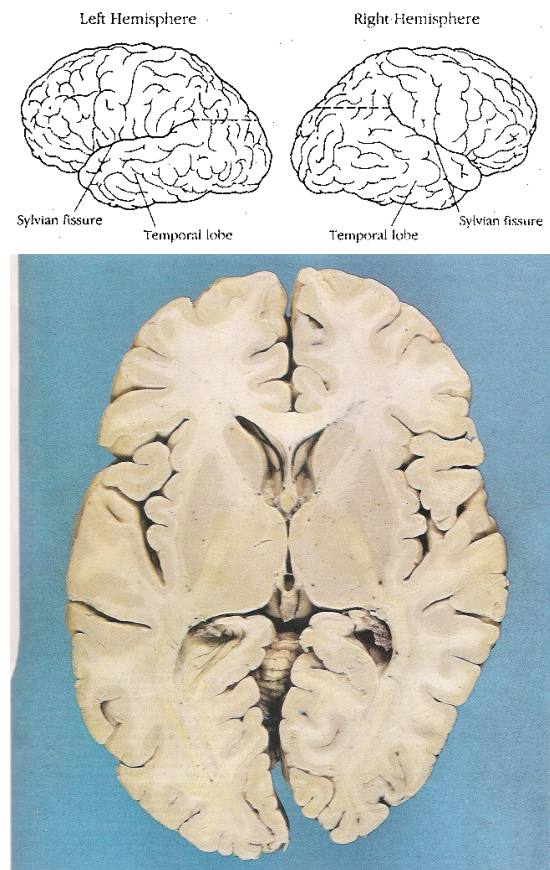 Left Hemisphere
Right Hemisphere
Sylvian fissure
Temporal lobe
Temporal lobe
Sylvian fissure